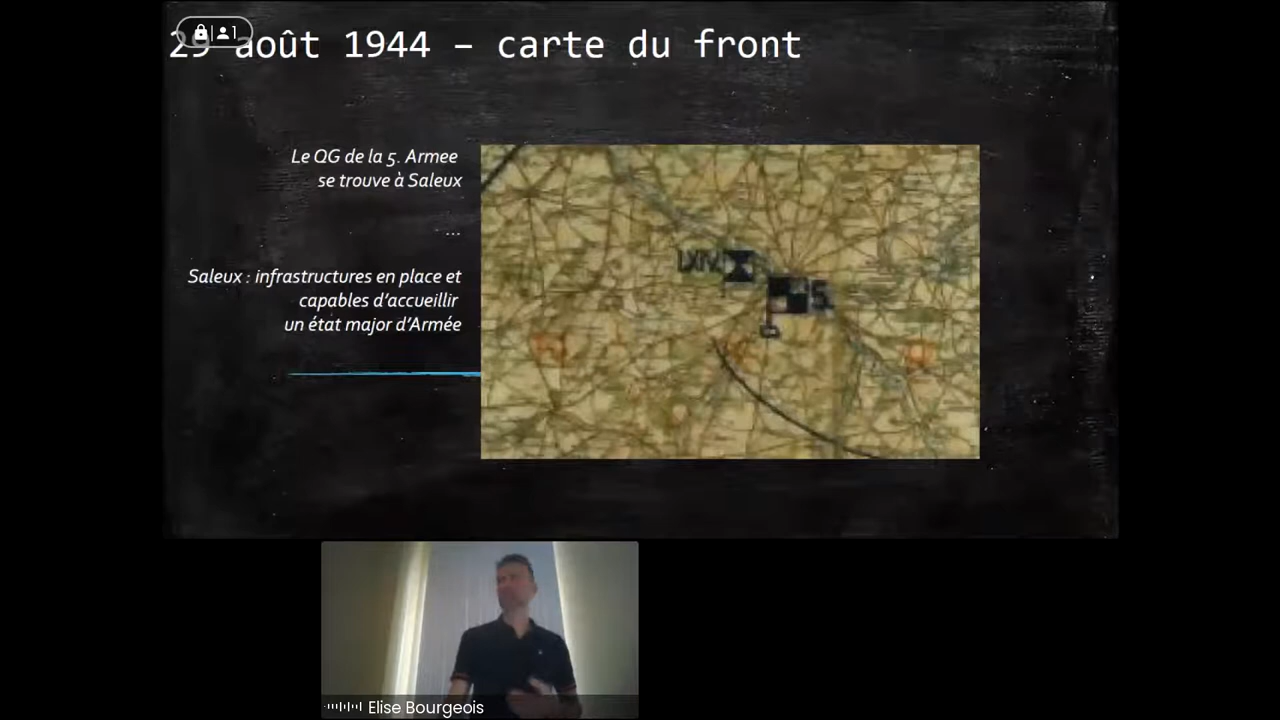 1
29 août 1944 – carte du front
Le QG de la 5. Armee
se trouve à Saleux
...
Saleux : infrastructures en place et
capables d'accueillir
un état major d'Armée
LXIV.
5.
Elise Bourgeois